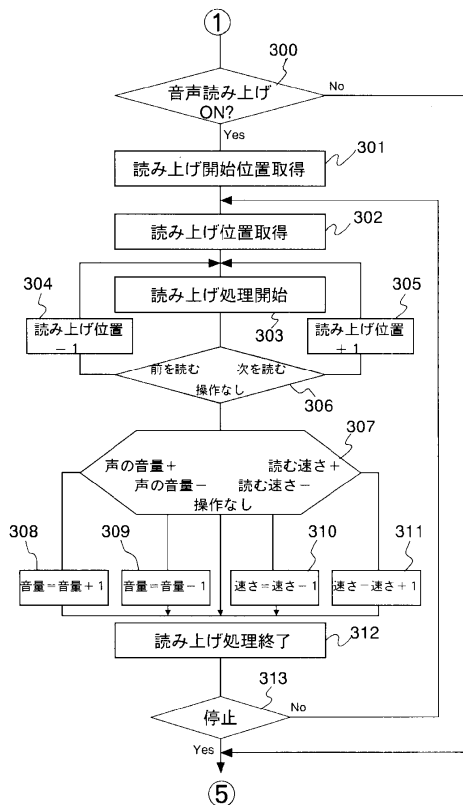 ①
300
音声読み上げ
ON?
No
Yes
301
読み上げ開始位置取得
302
読み上げ位置取得
304
305
読み上げ処理開始
303
読み上げ位置
－1
読み上げ位置
＋1
前を読む
次を読む
操作なし
306
307
声の音量＋
読む速さ＋
声の音量－
読む速さ－
操作なし
308
309
310
311
音量＝音量＋1
音量＝音量－1
速さ＝速さ－1
速さ－速さ＋1
312
読み上げ処理終了
313
停止
No
Yes
⑤